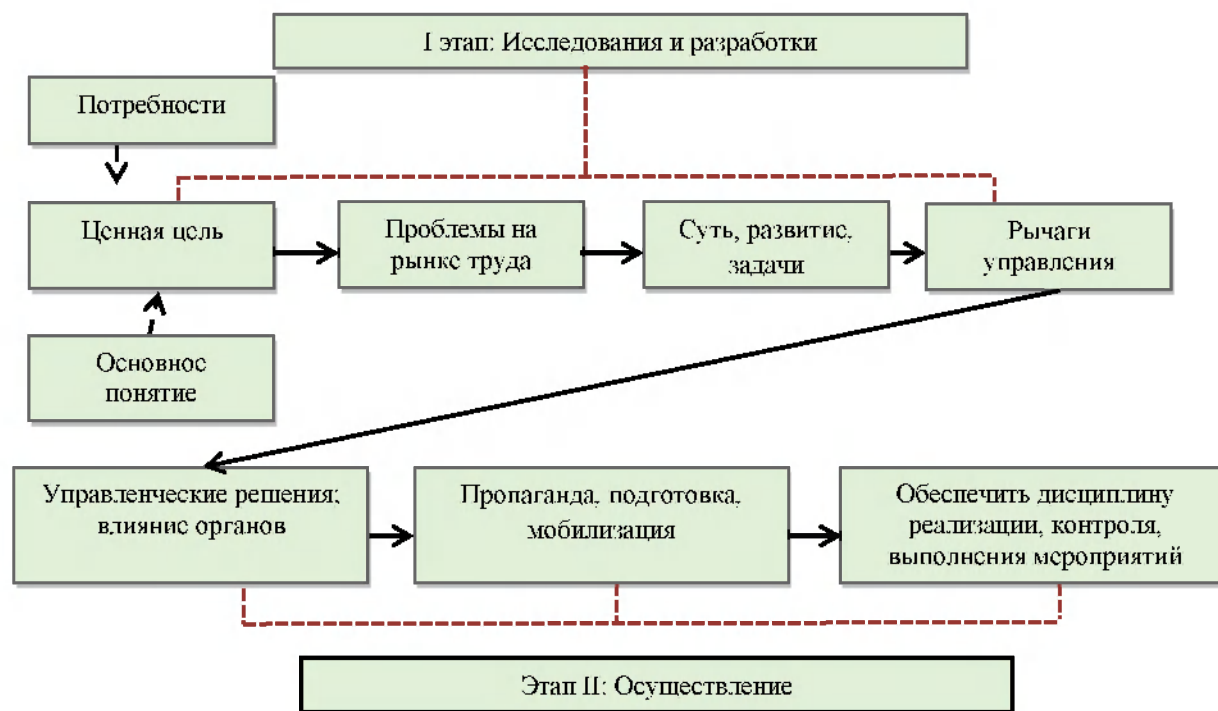 I этап: Исследования и разработки
Потребности
Ценная цель
Проблемы на
рынке труда
Суть, развитие,
задачи
Рычаги
управления
Основное
понятие
Управленческие решения;
влияние органов
Пропаганда, подготовка,
мобилизация
Обеспечить дисциплину
реализации, контроля,
выполнения мероприятий
Этап II: Осуществление